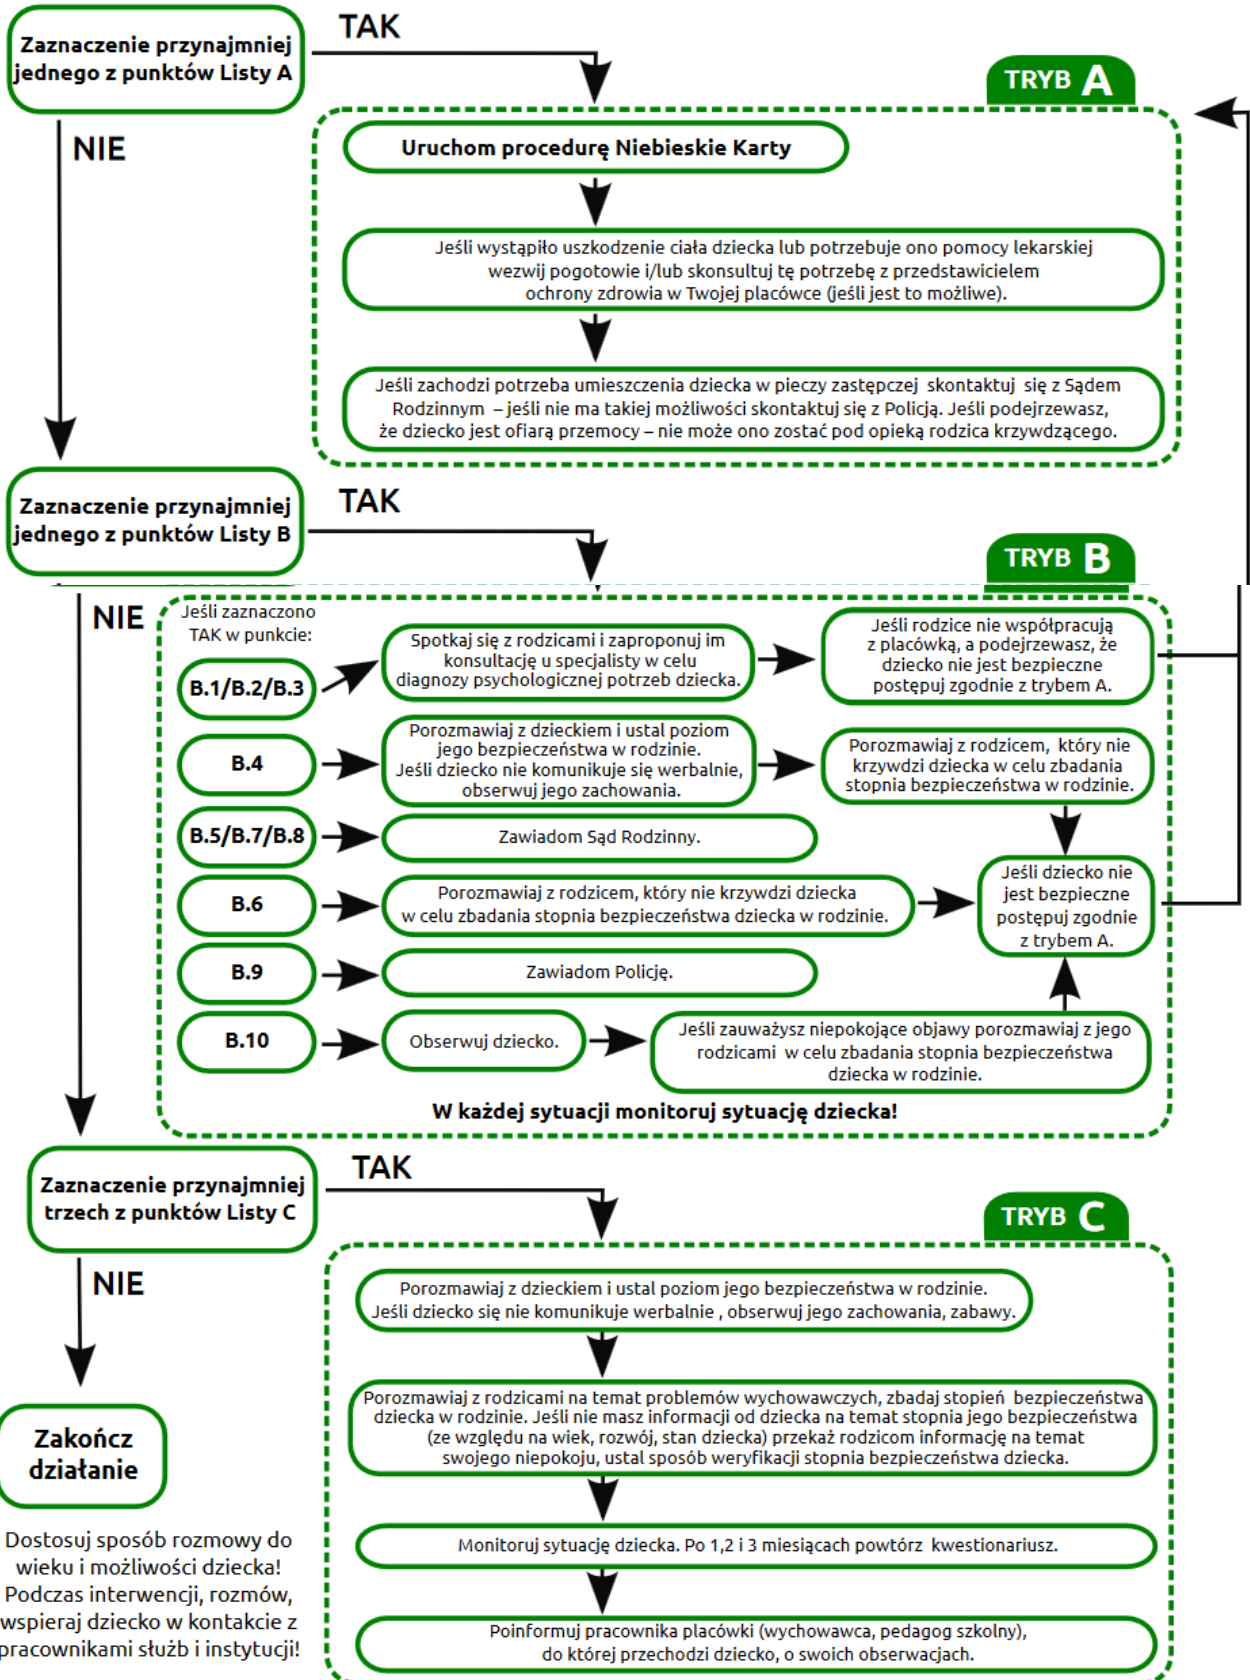 Zaznaczenie przynajmniej
jednego z punktów Listy A
TAK
NIE
TRYB A
Uruchom procedurę Niebieskie Karty
Jeśli wystąpiło uszkodzenie ciała dziecka lub potrzebuje ono pomocy lekarskiej
wezwij pogotowie i/lub skonsultuj tę potrzebę z przedstawicielem
ochrony zdrowia w Twojej placówce (jeśli jest to możliwe).
Jeśli zachodzi potrzeba umieszczenia dziecka w pieczy zastępczej skontaktuj się z Sądem
Rodzinnym – jeśli nie ma takiej możliwości skontaktuj się z Policją. Jeśli podejrzewasz,
że dziecko jest ofiarą przemocy – nie może ono zostać pod opieką rodzica krzywdzącego.
Zaznaczenie przynajmniej
jednego z punktów Listy B
TAK
NIE
TRYB B
Jeśli zaznaczono
TAK w punkcie:
B.1/B.2/B.3
Spotkaj się z rodzicami i zaproponuj im
konsultację u specjalisty w celu
diagnozy psychologicznej potrzeb dziecka.
Jeśli rodzice nie współpracują
z placówką, a podejrzewasz, że
dziecko nie jest bezpieczne
postępuj zgodnie z trybem A.
B.4
Porozmawiaj z dzieckiem i ustal poziom
jego bezpieczeństwa w rodzinie.
Jeśli dziecko nie komunikuje się werbalnie,
obserwuj jego zachowania.
Porozmawiaj z rodzicem, który nie
krzywdzi dziecka w celu zbadania
stopnia bezpieczeństwa w rodzinie.
B.5/B.7/B.8
Zawiadom Sąd Rodzinny.
B.6
Porozmawiaj z rodzicem, który nie krzywdzi dziecka
w celu zbadania stopnia bezpieczeństwa dziecka w rodzinie.
Jeśli dziecko nie
jest bezpieczne
postępuj zgodnie
z trybem A.
B.9
Zawiadom Policję.
B.10
Obserwuj dziecko.
Jeśli zauważysz niepokojące objawy porozmawiaj z jego
rodzicami w celu zbadania stopnia bezpieczeństwa
dziecka w rodzinie.
W każdej sytuacji monitoruj sytuację dziecka!
Zaznaczenie przynajmniej
trzech z punktów Listy C
TAK
NIE
TRYB C
Porozmawiaj z dzieckiem i ustal poziom jego bezpieczeństwa w rodzinie.
Jeśli dziecko się nie komunikuje werbalnie , obserwuj jego zachowania, zabawy.
Porozmawiaj z rodzicami na temat problemów wychowawczych, zbadaj stopień bezpieczeństwa
dziecka w rodzinie. Jeśli nie masz informacji od dziecka na temat stopnia jego bezpieczeństwa
(ze względu na wiek, rozwój, stan dziecka) przekaż rodzicom informację na temat
swojego niepokoju, ustal sposób weryfikacji stopnia bezpieczeństwa dziecka.
Monitoruj sytuację dziecka. Po 1,2 i 3 miesiącach powtórz kwestionariusz.
Poinformuj pracownika placówki (wychowawca, pedagog szkolny),
do której przechodzi dziecko, o swoich obserwacjach.
Zakończ
działanie
Dostosuj sposób rozmowy do
wieku i możliwości dziecka!
Podczas interwencji, rozmów,
wspieraj dziecko w kontakcie z
pracownikami służb i instytucji!